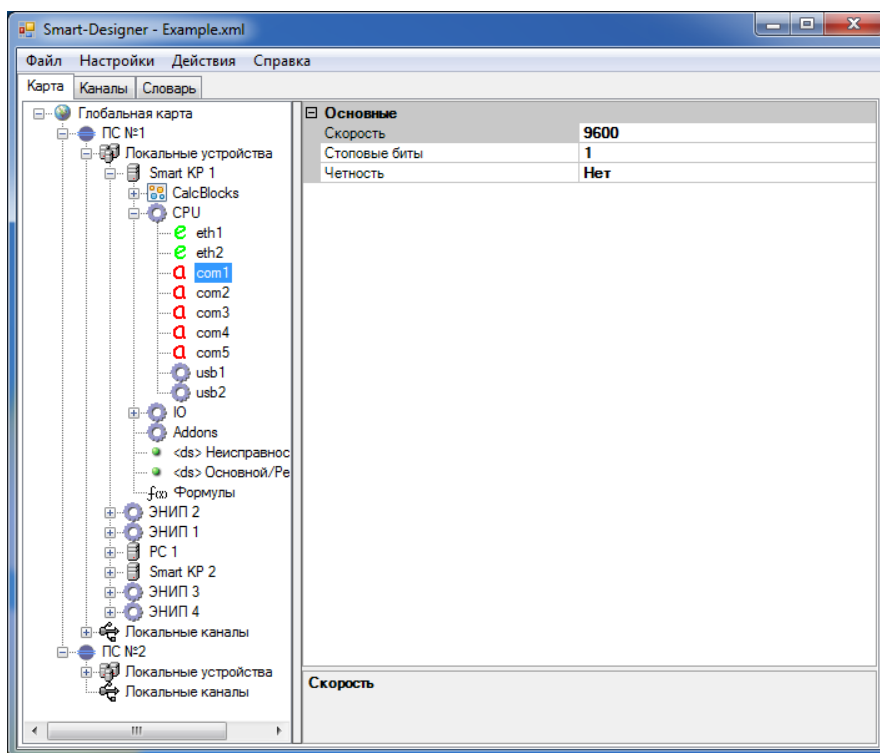 Smart-Designer - Example.xml
Файл Настройки Действия Справка
Карта Каналы Словарь
Глобальная карта
ПС №1
Локальные устройства
Smart KP 1
CalcBlocks
CPU
eth1
eth2
com1
com2
com3
com4
com5
usb1
usb2
IO
Addons
<ds> Неисправнос
<ds> Основной/Ре
f(x) Формулы
ЭНИП 2
ЭНИП 1
PC 1
Smart KP 2
ЭНИП 3
ЭНИП 4
Локальные каналы
ПС №2
Локальные устройства
Локальные каналы
Основные
Скорость 9600
Стоповые биты 1
Четность Нет
Скорость